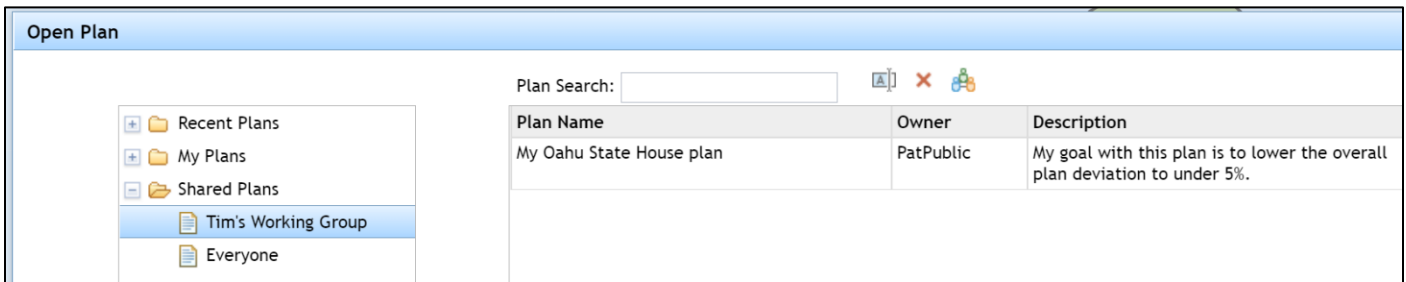 Open Plan
Plan Search:
Recent Plans
My Plans
Shared Plans
Tim's Working Group
Everyone
Plan Name Owner Description
My Oahu State House plan PatPublic My goal with this plan is to lower the overall
plan deviation to under 5%.